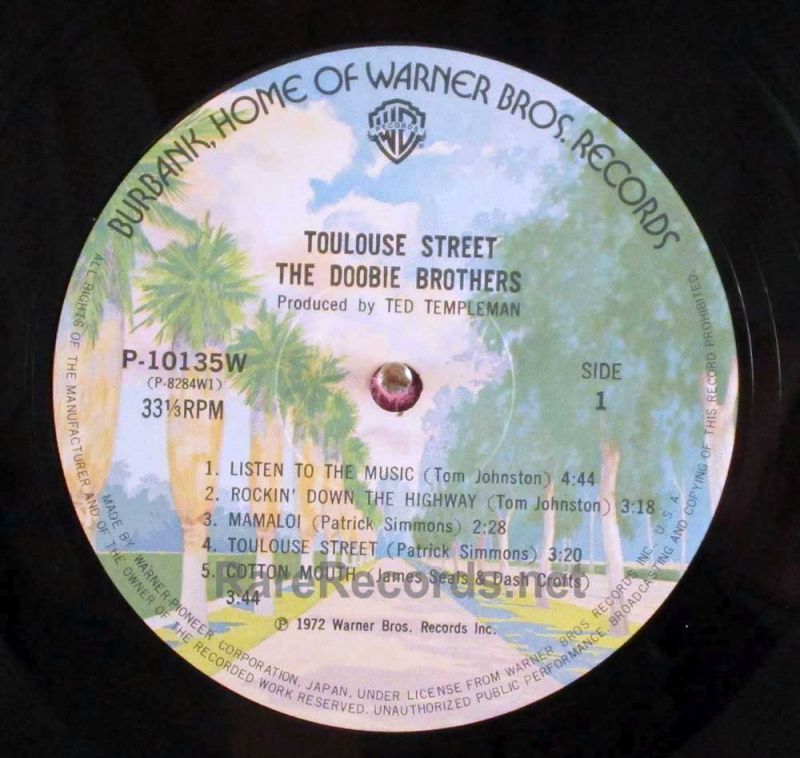 BURBANK, HOME OF WARNER BROS. RECORDS
WB
RECORDS
TOULOUSE STREET
THE DOOBIE BROTHERS
Produced by TED TEMPLEMAN
P-10135W
(P-8284W1)
33⅓RPM
SIDE
1
1. LISTEN TO THE MUSIC (Tom Johnston) 4:44
2. ROCKIN' DOWN THE HIGHWAY (Tom Johnston) 3:18
3. MAMALOI (Patrick Simmons) 2:28
4. TOULOUSE STREET (Patrick Simmons) 3:20
5. COTTON MOUTH (James Seals & Dash Crofts)
3:44
RareRecords.net
℗ 1972 Warner Bros. Records Inc.
MADE BY WARNER-PIONEER CORPORATION, JAPAN. UNDER LICENSE FROM WARNER BROS RECORDS INC., U.S.A.
ALL RIGHTS OF THE MANUFACTURER AND OF THE OWNER OF THE RECORDED WORK RESERVED. UNAUTHORIZED PUBLIC PERFORMANCE, BROADCASTING AND COPYING OF THIS RECORD PROHIBITED.